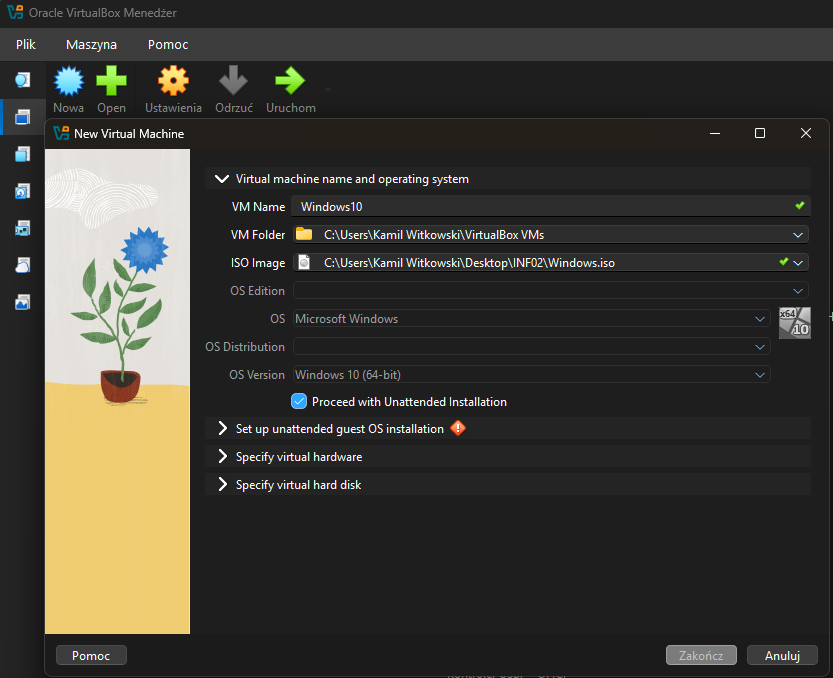 Oracle VirtualBox Menedżer
Plik Maszyna Pomoc
Nowa Open Ustawienia Odrzuć Uruchom
New Virtual Machine
Virtual machine name and operating system
VM Name Windows10
VM Folder C:\Users\Kamil Witkowski\VirtualBox VMs
ISO Image C:\Users\Kamil Witkowski\Desktop\INF02\Windows.iso
OS Edition
OS Microsoft Windows
x64
10
OS Distribution
OS Version Windows 10 (64-bit)
Proceed with Unattended Installation
Set up unattended guest OS installation
Specify virtual hardware
Specify virtual hard disk
Pomoc Zakończ Anuluj